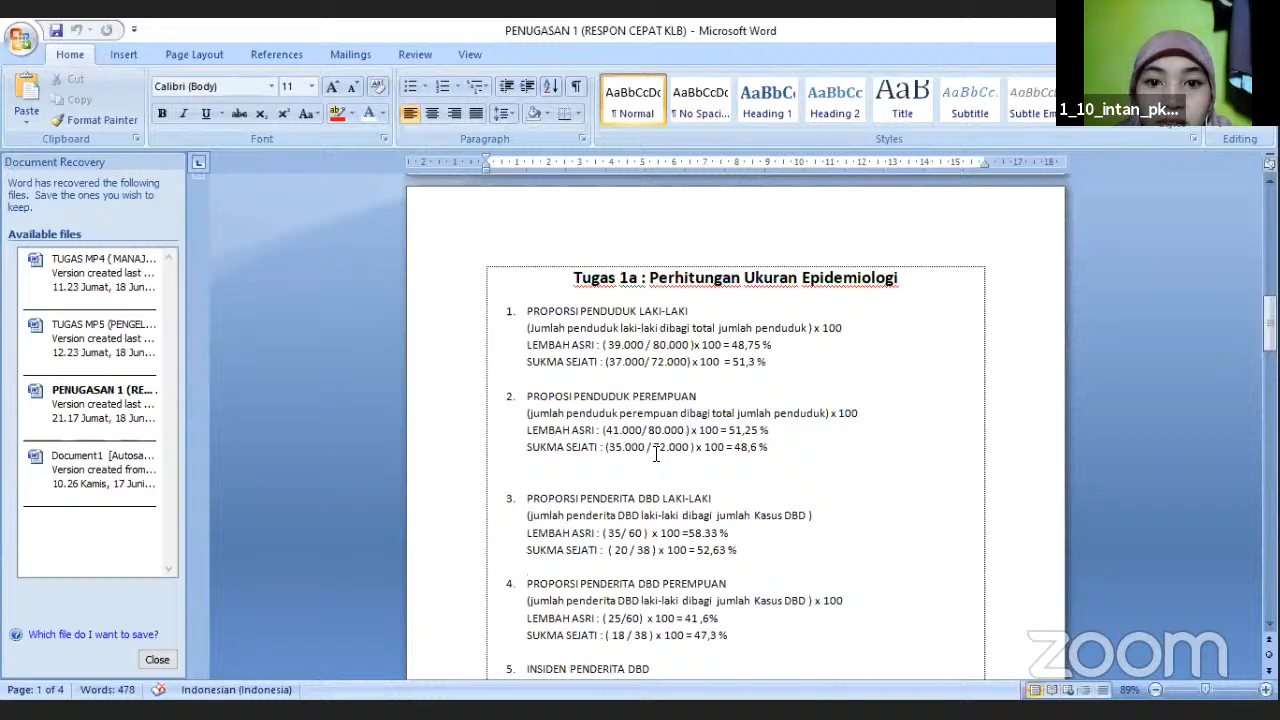 PENUGASAN 1 (RESPON CEPAT KLB) - Microsoft Word
Home Insert Page Layout References Mailings Review View
Paste
Cut
Copy
Format Painter
Clipboard
Calibri (Body) 11
Font
Paragraph
AaBbCcDc AaBbCcDc AaBbC AaBbCc AaB AaBbCc. AaBbCc
¶ Normal ¶ No Spaci... Heading 1 Heading 2 Title Subtitle Subtle Em
Styles
Editing
1_10_intan_pk...
Document Recovery
Word has recovered the following
files. Save the ones you wish to
keep.
Available files
TUGAS MP4 ( MANAJ...
Version created last ...
11.23 Jumat, 18 Jun...
TUGAS MP5 (PENGEL...
Version created last ...
12.23 Jumat, 18 Jun...
PENUGASAN 1 (RE...
Version created last ...
21.17 Jumat, 18 Jun...
Document1 [Autosa...
Version created from...
10.26 Kamis, 17 Juni...
Which file do I want to save?
Close
Tugas 1a : Perhitungan Ukuran Epidemiologi
1. PROPORSI PENDUDUK LAKI-LAKI
(Jumlah penduduk laki-laki dibagi total jumlah penduduk ) x 100
LEMBAH ASRI : ( 39.000 / 80.000 )x 100 = 48,75 %
SUKMA SEJATI : (37.000/ 72.000) x 100 = 51,3 %
2. PROPOSI PENDUDUK PEREMPUAN
(jumlah penduduk perempuan dibagi total jumlah penduduk) x 100
LEMBAH ASRI : (41.000/ 80.000 ) x 100 = 51,25 %
SUKMA SEJATI : (35.000 / 72.000 ) x 100 = 48,6 %
3. PROPORSI PENDERITA DBD LAKI-LAKI
(jumlah penderita DBD laki-laki dibagi jumlah Kasus DBD )
LEMBAH ASRI : ( 35/ 60 ) x 100 =58.33 %
SUKMA SEJATI : ( 20 / 38 ) x 100 = 52,63 %
4. PROPORSI PENDERITA DBD PEREMPUAN
(jumlah penderita DBD laki-laki dibagi jumlah Kasus DBD ) x 100
LEMBAH ASRI : ( 25/60) x 100 = 41 ,6%
SUKMA SEJATI : ( 18 / 38 ) x 100 = 47,3 %
5. INSIDEN PENDERITA DBD
zoom
Page: 1 of 4 Words: 478 Indonesian (Indonesia) 89%